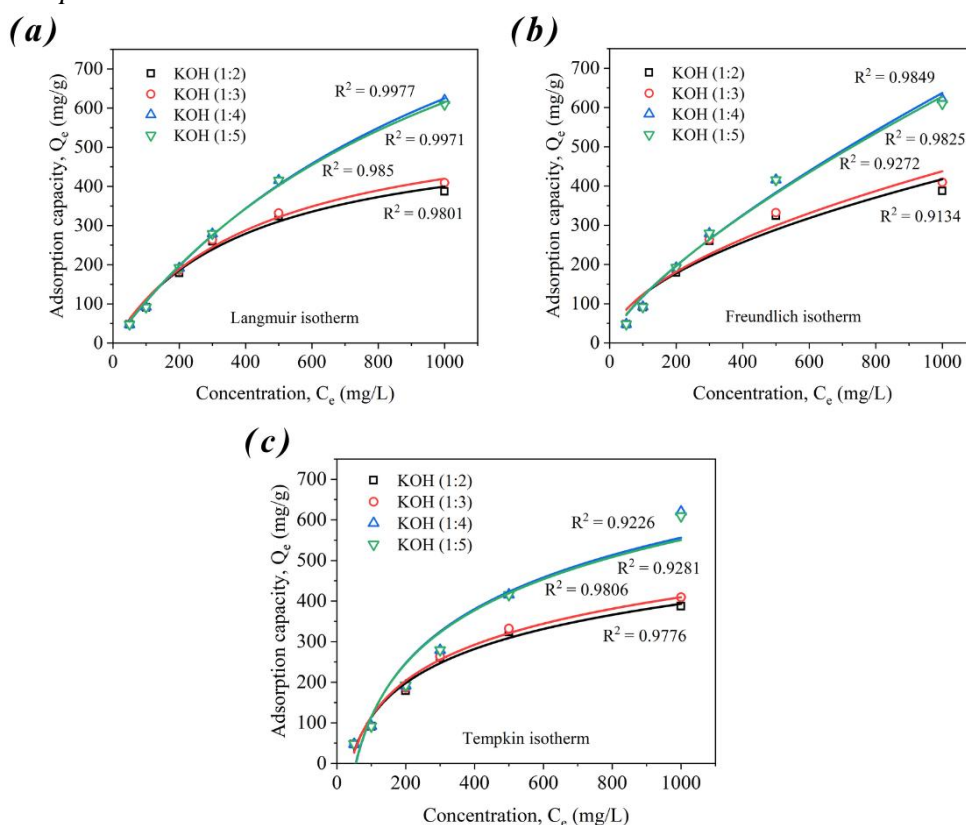 (a)
700
600
500
400
300
200
100
0
Adsorption capacity, Qₑ (mg/g)
KOH (1:2)
KOH (1:3)
KOH (1:4)
KOH (1:5)
R² = 0.9977
R² = 0.9971
R² = 0.985
R² = 0.9801
Langmuir isotherm
0 200 400 600 800 1000
Concentration, Cₑ (mg/L)
(b)
700
600
500
400
300
200
100
0
Adsorption capacity, Qₑ (mg/g)
KOH (1:2)
KOH (1:3)
KOH (1:4)
KOH (1:5)
R² = 0.9849
R² = 0.9825
R² = 0.9272
R² = 0.9134
Freundlich isotherm
0 200 400 600 800 1000
Concentration, Cₑ (mg/L)
(c)
700
600
500
400
300
200
100
0
Adsorption capacity, Qₑ (mg/g)
KOH (1:2)
KOH (1:3)
KOH (1:4)
KOH (1:5)
R² = 0.9226
R² = 0.9281
R² = 0.9806
R² = 0.9776
Tempkin isotherm
0 200 400 600 800 1000
Concentration, Cₑ (mg/L)